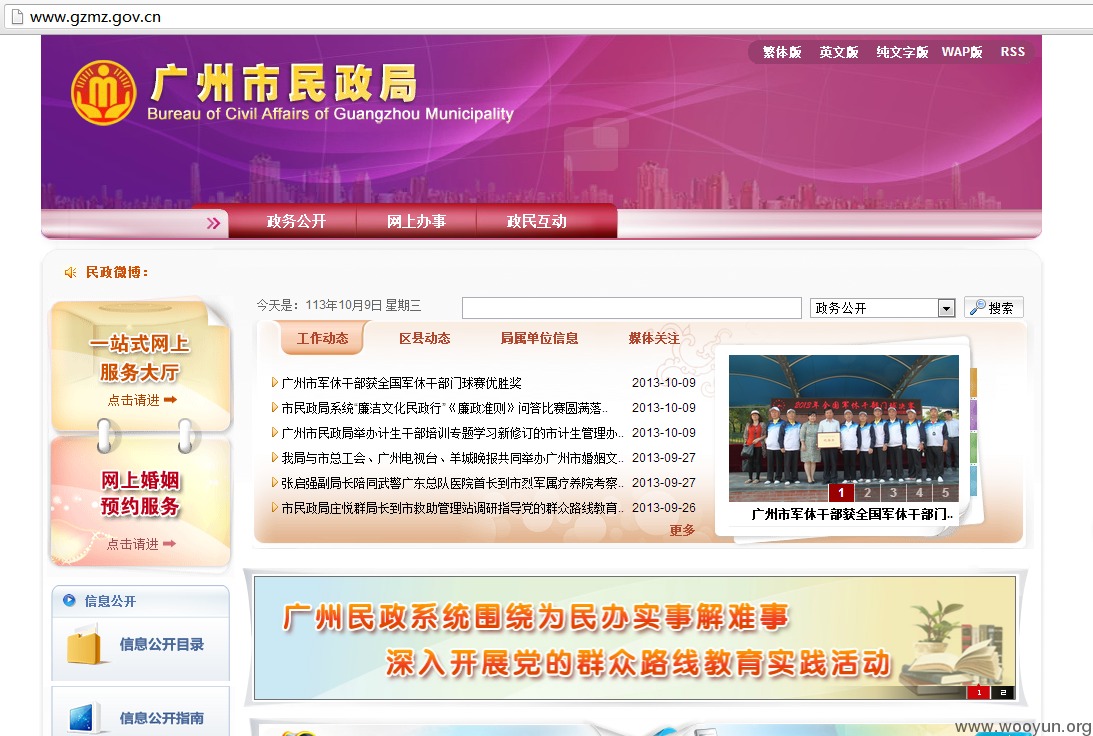 www.gzmz.gov.cn
繁体版 英文版 纯文字版 WAP版 RSS
广州市民政局
Bureau of Civil Affairs of Guangzhou Municipality
政务公开 网上办事 政民互动
民政微博：
今天是：113年10月9日 星期三
政务公开 搜索
一站式网上
服务大厅
点击请进
网上婚姻
预约服务
点击请进
工作动态 区县动态 局属单位信息 媒体关注
广州市军休干部获全国军休干部门球赛优胜奖 2013-10-09
市民政局系统“廉洁文化民政行”《廉政准则》问答比赛圆满落.. 2013-10-09
广州市民政局举办计生干部培训专题学习新修订的市计生管理办.. 2013-10-09
我局与市总工会、广州电视台、羊城晚报共同举办广州市婚姻文.. 2013-09-27
张启强副局长陪同武警广东总队医院首长到市烈军属疗养院考察.. 2013-09-27
市民政局庄悦群局长到市救助管理站调研指导党的群众路线教育.. 2013-09-26
更多
2013年全国军休干部门球决赛
1 2 3 4 5
广州市军休干部获全国军休干部门..
信息公开
信息公开目录
信息公开指南
广州民政系统围绕为民办实事解难事
深入开展党的群众路线教育实践活动
1 2
www.wooyun.org